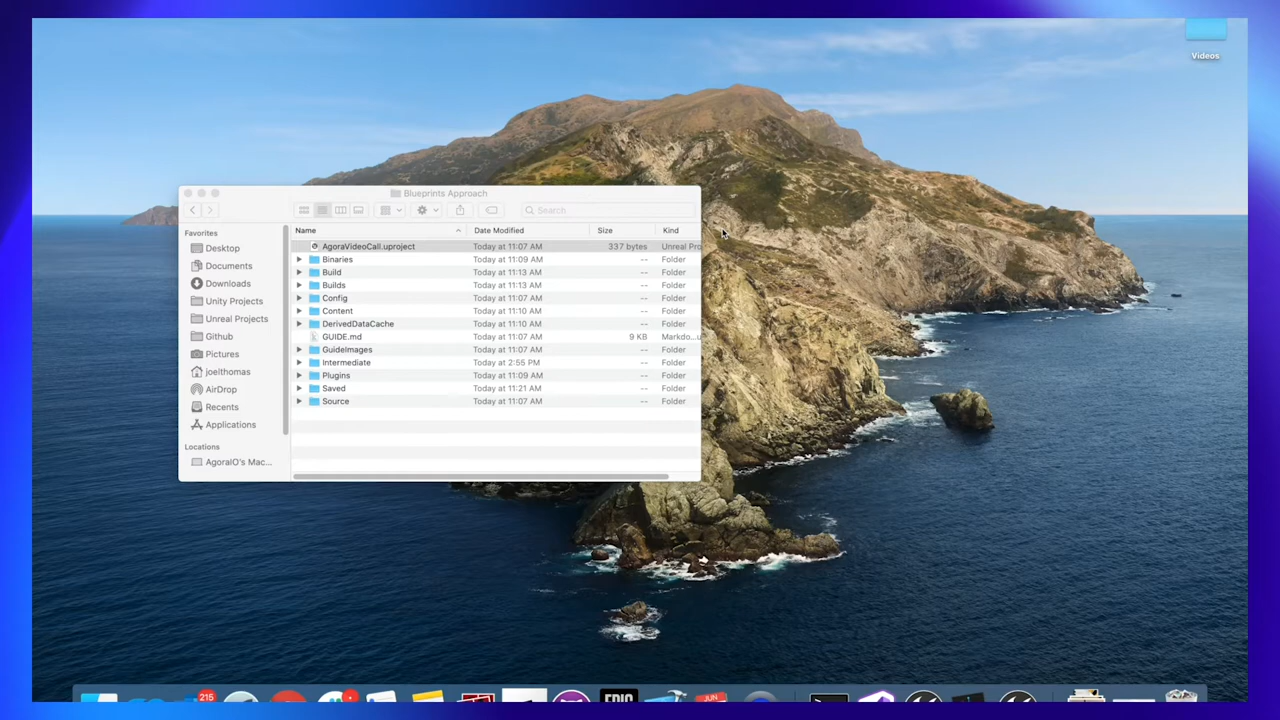 Videos
Blueprints Approach
Search
Favorites
Desktop
Documents
Downloads
Unity Projects
Unreal Projects
Github
Pictures
joelthomas
AirDrop
Recents
Applications
Locations
AgoraIO's Mac...
Name Date Modified Size Kind
AgoraVideoCall.uproject Today at 11:07 AM 337 bytes Unreal Pro
Binaries Today at 11:09 AM -- Folder
Build Today at 11:13 AM -- Folder
Builds Today at 11:13 AM -- Folder
Config Today at 11:07 AM -- Folder
Content Today at 11:10 AM -- Folder
DerivedDataCache Today at 11:10 AM -- Folder
GUIDE.md Today at 11:07 AM 9 KB Markdo...u
GuideImages Today at 11:07 AM -- Folder
Intermediate Today at 2:55 PM -- Folder
Plugins Today at 11:09 AM -- Folder
Saved Today at 11:21 AM -- Folder
Source Today at 11:07 AM -- Folder
215
EPIC
JUN